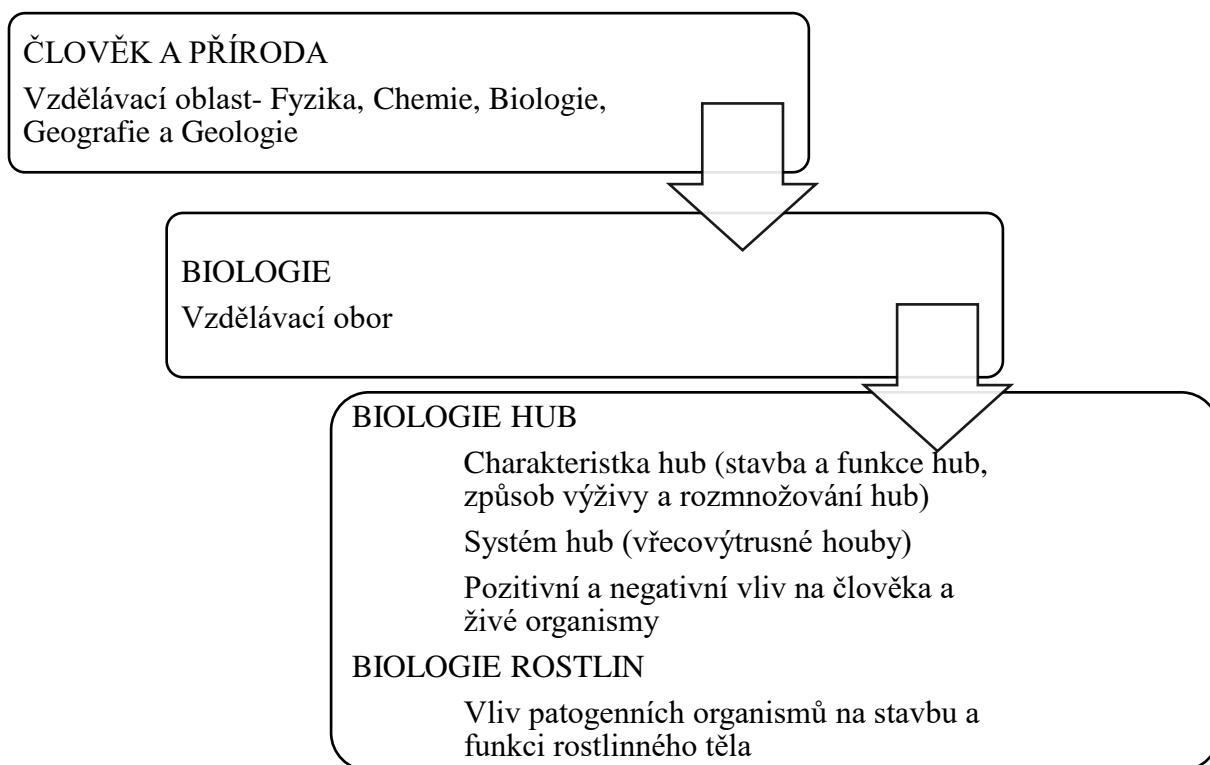 ČLOVĚK A PŘÍRODA
Vzdělávací oblast- Fyzika, Chemie, Biologie,
Geografie a Geologie
BIOLOGIE
Vzdělávací obor
BIOLOGIE HUB
Charakteristka hub (stavba a funkce hub,
způsob výživy a rozmnožování hub)
Systém hub (vřecovýtrusné houby)
Pozitivní a negativní vliv na člověka a
živé organismy
BIOLOGIE ROSTLIN
Vliv patogenních organismů na stavbu a
funkci rostlinného těla